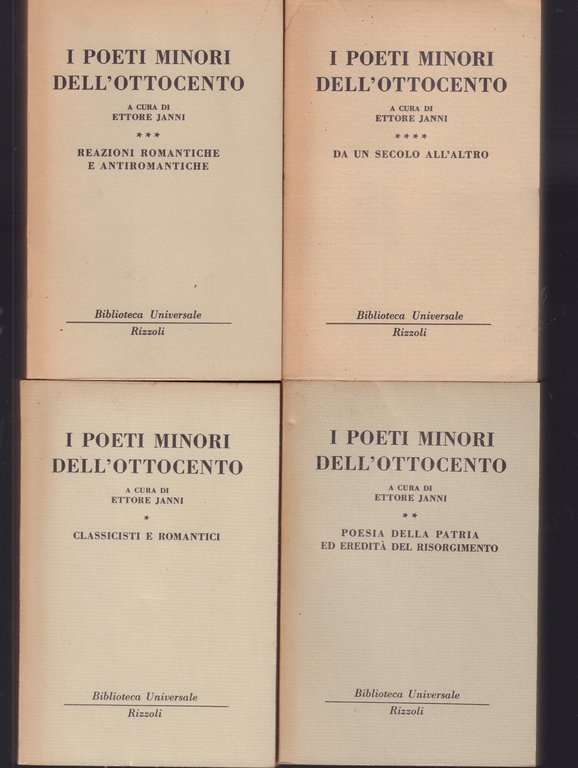 I POETI MINORI
DELL'OTTOCENTO
A CURA DI
ETTORE JANNI
***
REAZIONI ROMANTICHE
E ANTIROMANTICHE
Biblioteca Universale
Rizzoli
I POETI MINORI
DELL'OTTOCENTO
A CURA DI
ETTORE JANNI
****
DA UN SECOLO ALL'ALTRO
Biblioteca Universale
Rizzoli
I POETI MINORI
DELL'OTTOCENTO
A CURA DI
ETTORE JANNI
*
CLASSICISTI E ROMANTICI
Biblioteca Universale
Rizzoli
I POETI MINORI
DELL'OTTOCENTO
A CURA DI
ETTORE JANNI
**
POESIA DELLA PATRIA
ED EREDITÀ DEL RISORGIMENTO
Biblioteca Universale
Rizzoli